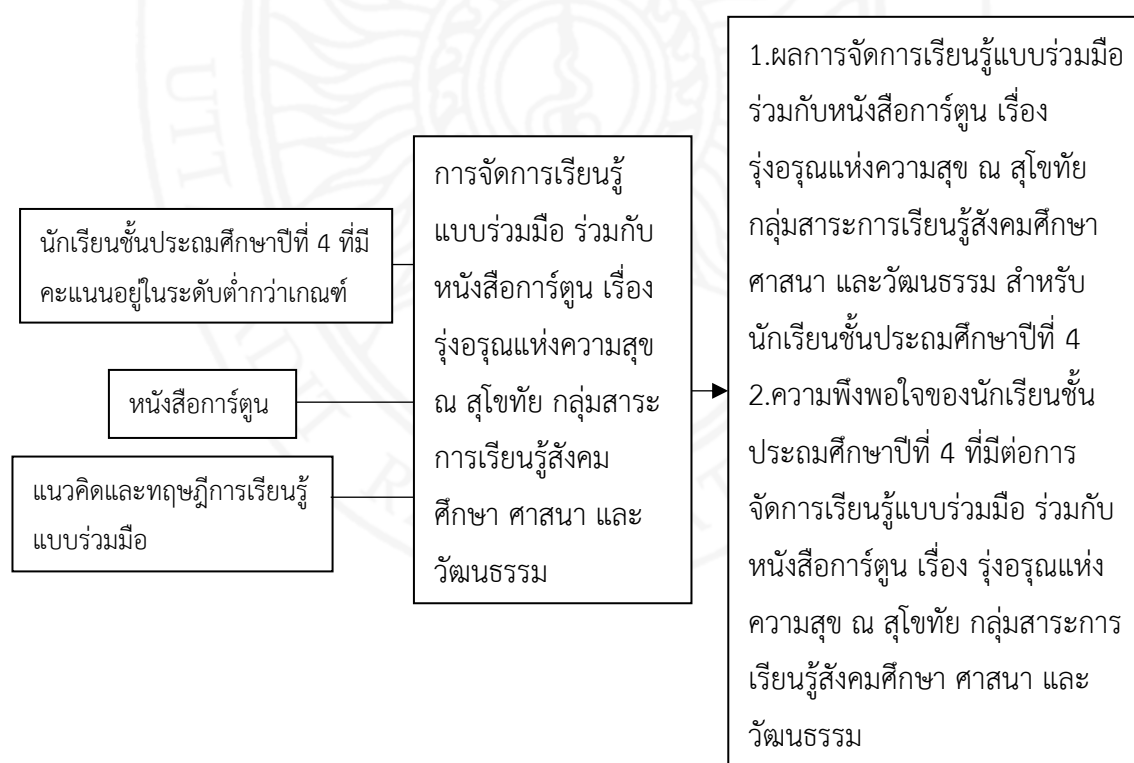 นักเรียนชั้นประถมศึกษาปีที่ 4 ที่มี
คะแนนอยู่ในระดับต่ำกว่าเกณฑ์
หนังสือการ์ตูน
แนวคิดและทฤษฎีการเรียนรู้
แบบร่วมมือ
การจัดการเรียนรู้
แบบร่วมมือ ร่วมกับ
หนังสือการ์ตูน เรื่อง
รุ่งอรุณแห่งความสุข
ณ สุโขทัย กลุ่มสาระ
การเรียนรู้สังคม
ศึกษา ศาสนา และ
วัฒนธรรม
1.ผลการจัดการเรียนรู้แบบร่วมมือ
ร่วมกับหนังสือการ์ตูน เรื่อง
รุ่งอรุณแห่งความสุข ณ สุโขทัย
กลุ่มสาระการเรียนรู้สังคมศึกษา
ศาสนา และวัฒนธรรม สำหรับ
นักเรียนชั้นประถมศึกษาปีที่ 4
2.ความพึงพอใจของนักเรียนชั้น
ประถมศึกษาปีที่ 4 ที่มีต่อการ
จัดการเรียนรู้แบบร่วมมือ ร่วมกับ
หนังสือการ์ตูน เรื่อง รุ่งอรุณแห่ง
ความสุข ณ สุโขทัย กลุ่มสาระการ
เรียนรู้สังคมศึกษา ศาสนา และ
วัฒนธรรม